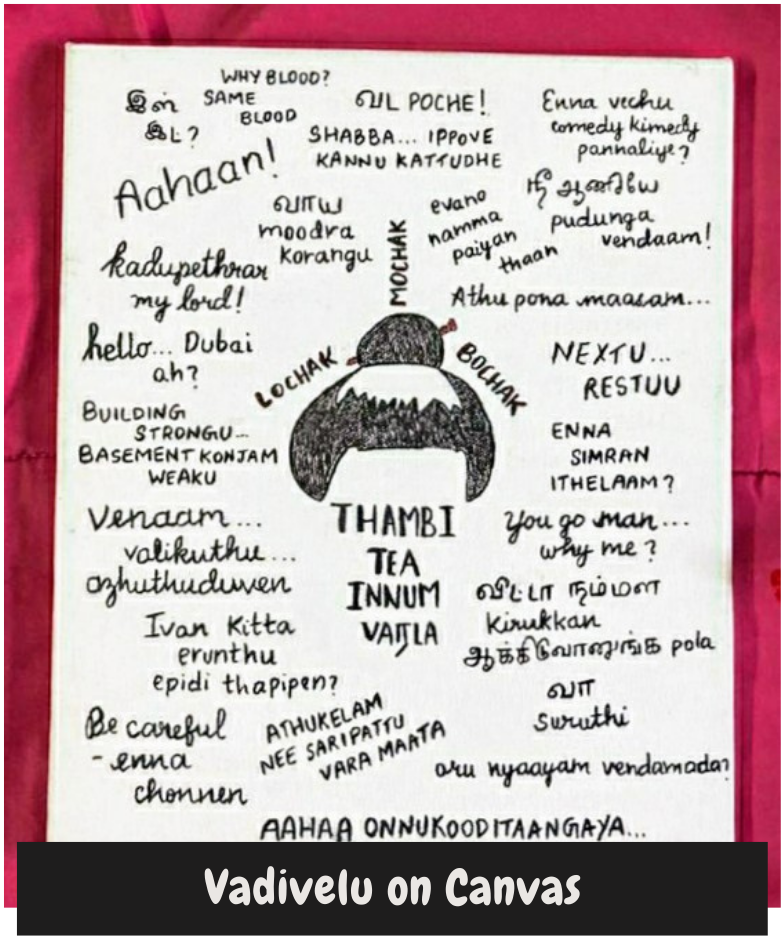 WHY BLOOD?
SAME
BLOOD
இன்
இட?
வட POCHE!
SHABBA... IPPOVE
KANNU KATTUDHE
Enna vechu
comedy kimedy
pannaliye?
Aahaan!
வாய
moodra
korangu
MOCHAK
evano
namma
paiyan
thaan
நீ ஆணியே
pudunga
vendaam!
kadupethrar
my lord!
Athu pona maasam...
hello... Dubai
ah?
LOCHAK
BOCHAK
NEXTU...
RESTUU
BUILDING
STRONGU...
BASEMENT KONJAM
WEAKU
ENNA
SIMRAN
ITHELAAM?
THAMBI
TEA
INNUM
VARLA
Venaam...
valikuthu...
azhuthuduven
You go man...
why me?
விட்டா நம்மள
kirukkan
ஆக்கிடுவானுங்க pola
Ivan kitta
erunthu
epidi thapipen?
வா
Suruthi
Be careful
- enna
chonnen
ATHUKELAM
NEE SARIPATTU
VARA MAATA
oru nyaayam vendamada?
AAHAA ONNUKOODITAANGAYA...
Vadivelu on Canvas